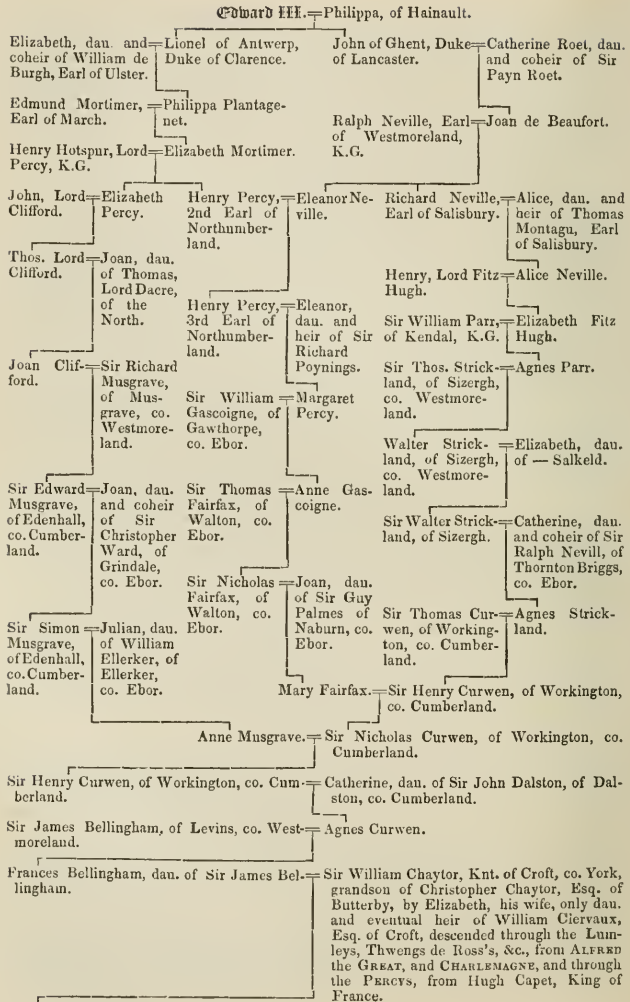 Edward III.=Philippa, of Hainault.
Elizabeth, dau. and
coheir of William de
Burgh, Earl of Ulster.
=Lionel of Antwerp,
Duke of Clarence.
John of Ghent, Duke
of Lancaster.
=Catherine Roet, dau.
and coheir of Sir
Payn Roet.
Edmund Mortimer,
Earl of March.
=Philippa Plantage-
net.
Ralph Neville, Earl
of Westmoreland,
K.G.
=Joan de Beaufort.
Henry Hotspur, Lord
Percy, K.G.
=Elizabeth Mortimer.
John, Lord
Clifford.
=Elizabeth
Percy.
Henry Percy,
2nd Earl of
Northumber-
land.
=Eleanor Ne-
ville.
Richard Neville,
Earl of Salisbury.
=Alice, dau. and
heir of Thomas
Montagu, Earl
of Salisbury.
Thos. Lord
Clifford.
=Joan, dau.
of Thomas,
Lord Dacre,
of the
North.
Henry, Lord Fitz
Hugh.
=Alice Neville.
Henry Percy,
3rd Earl of
Northumber-
land.
=Eleanor,
dau. and
heir of Sir
Richard
Poynings.
Sir William Parr,
of Kendal, K.G.
=Elizabeth Fitz
Hugh.
Joan Clif-
ford.
=Sir Richard
Musgrave,
of Mus-
grave, co.
Westmore-
land.
Sir Thos. Strick-
land, of Sizergh,
co. Westmore-
land.
=Agnes Parr.
Sir William
Gascoigne, of
Gawthorpe,
co. Ebor.
=Margaret
Percy.
Walter Strick-
land, of Sizergh,
co. Westmore-
land.
=Elizabeth, dau.
of — Salkeld.
Sir Edward
Musgrave,
of Edenhall,
co. Cumber-
land.
=Joan, dau.
and coheir
of Sir
Christopher
Ward, of
Grindale,
co. Ebor.
Sir Thomas
Fairfax, of
Walton, co.
Ebor.
=Anne Gas-
coigne.
Sir Walter Strick-
land, of Sizergh.
=Catherine, dau.
and coheir of Sir
Ralph Nevill, of
Thornton Briggs,
co. Ebor.
Sir Nicholas
Fairfax, of
Walton, co.
Ebor.
=Joan, dau.
of Sir Guy
Palmes of
Naburn, co.
Ebor.
Sir Thomas Cur-
wen, of Working-
ton, co. Cumber-
land.
=Agnes Strick-
land.
Sir Simon
Musgrave,
of Edenhall,
co. Cumber-
land.
=Julian, dau.
of William
Ellerker, of
Ellerker,
co. Ebor.
Mary Fairfax.
=Sir Henry Curwen, of Workington,
co. Cumberland.
Anne Musgrave.
=Sir Nicholas Curwen, of Workington, co.
Cumberland.
Sir Henry Curwen, of Workington, co. Cum-
berland.
=Catherine, dau. of Sir John Dalston, of Dal-
ston, co. Cumberland.
Sir James Bellingham, of Levins, co. West-
moreland.
=Agnes Curwen.
Frances Bellingham, dau. of Sir James Bel-
lingham.
=Sir William Chaytor, Knt. of Croft, co. York,
grandson of Christopher Chaytor, Esq. of
Butterby, by Elizabeth, his wife, only dau.
and eventual heir of William Clervaux,
Esq. of Croft, descended through the Lum-
leys, Thwengs de Ross's, &c., from ALFRED
the GREAT, and CHARLEMAGNE, and through
the PERCYS, from Hugh Capet, King of
France.